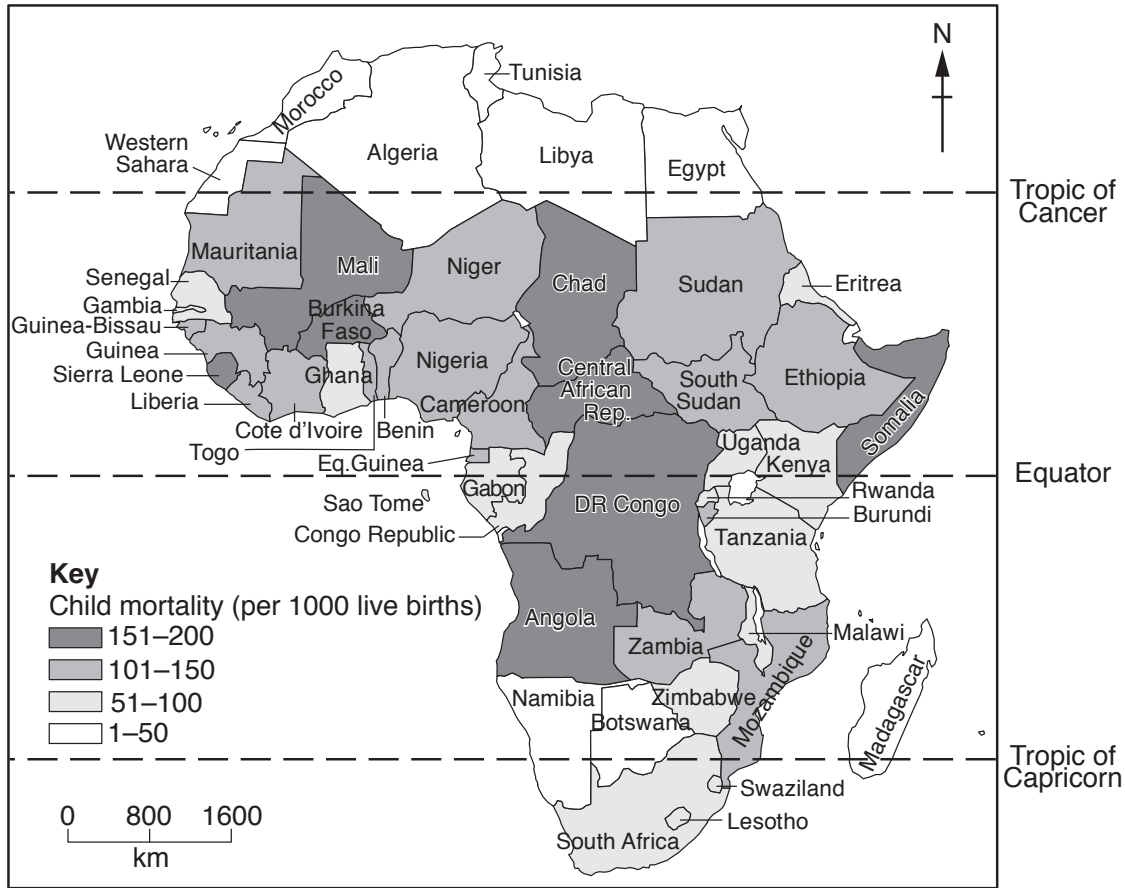 N
Tunisia
Morocco
Western
Sahara
Algeria
Libya
Egypt
Tropic of
Cancer
Mauritania
Mali
Niger
Chad
Sudan
Eritrea
Senegal
Gambia
Guinea-Bissau
Guinea
Sierra Leone
Liberia
Burkina
Faso
Ghana
Nigeria
Central
African
Rep.
South
Sudan
Ethiopia
Somalia
Cameroon
Cote d'Ivoire
Benin
Togo
Eq.Guinea
Uganda
Kenya
Equator
Gabon
Sao Tome
Congo Republic
DR Congo
Rwanda
Burundi
Tanzania
Key
Child mortality (per 1000 live births)
151–200
101–150
51–100
1–50
Angola
Zambia
Malawi
Mozambique
Namibia
Botswana
Zimbabwe
Madagascar
Tropic of
Capricorn
Swaziland
Lesotho
South Africa
0 800 1600
km